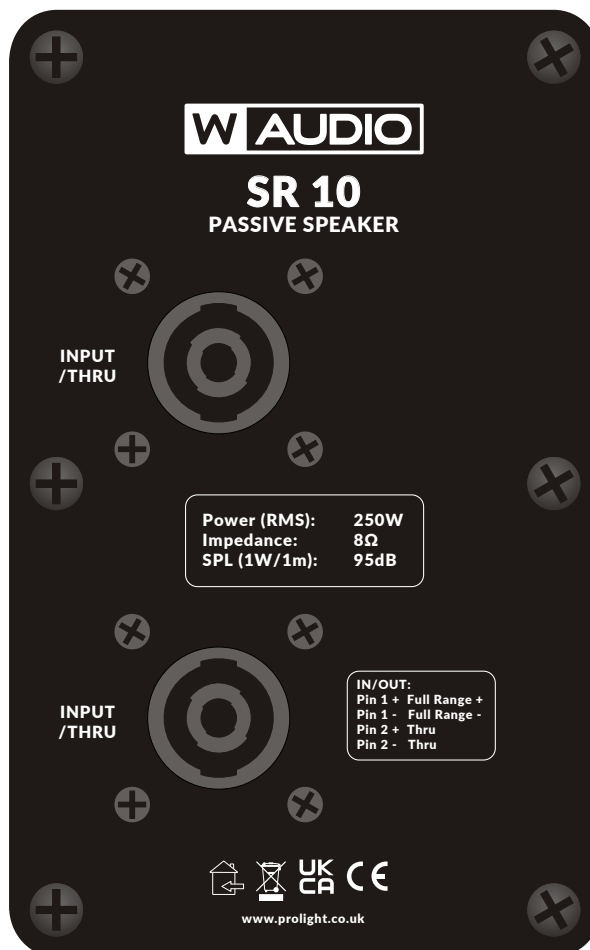 W AUDIO
SR 10
PASSIVE SPEAKER
INPUT
/THRU
Power (RMS): 250W
Impedance: 8Ω
SPL (1W/1m): 95dB
INPUT
/THRU
IN/OUT:
Pin 1 + Full Range +
Pin 1 - Full Range -
Pin 2 + Thru
Pin 2 - Thru
UK
CA CE
www.prolight.co.uk